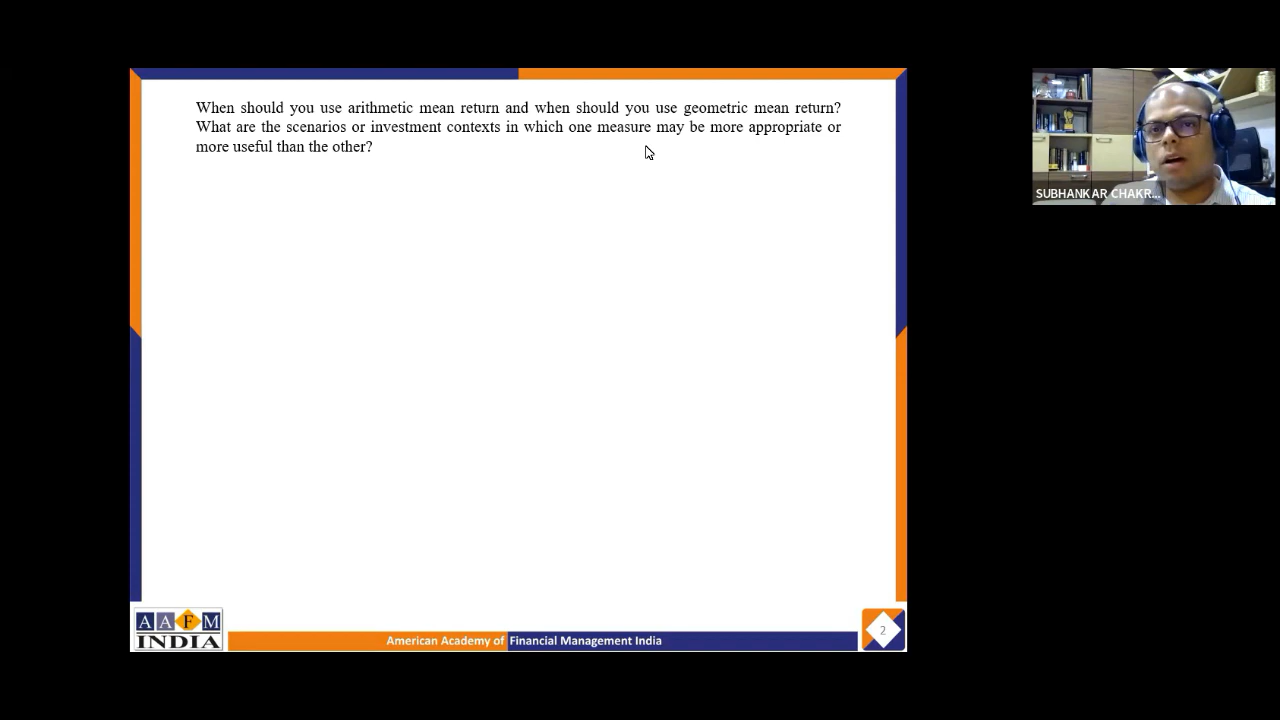 When should you use arithmetic mean return and when should you use geometric mean return?
What are the scenarios or investment contexts in which one measure may be more appropriate or
more useful than the other?
SUBHANKAR CHAKR...
AAFM
INDIA
American Academy of Financial Management India
2